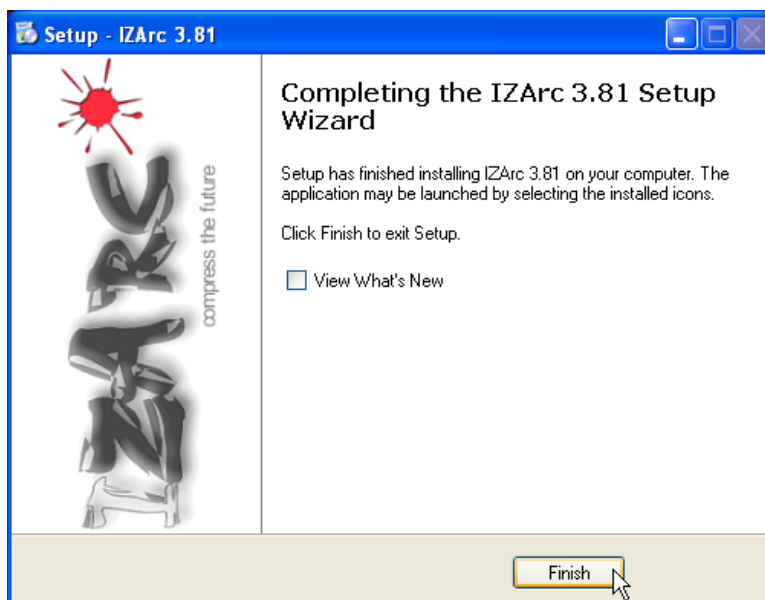 Setup - IZArc 3.81
IZARC
compress the future
Completing the IZArc 3.81 Setup
Wizard
Setup has finished installing IZArc 3.81 on your computer. The
application may be launched by selecting the installed icons.
Click Finish to exit Setup.
View What's New
Finish